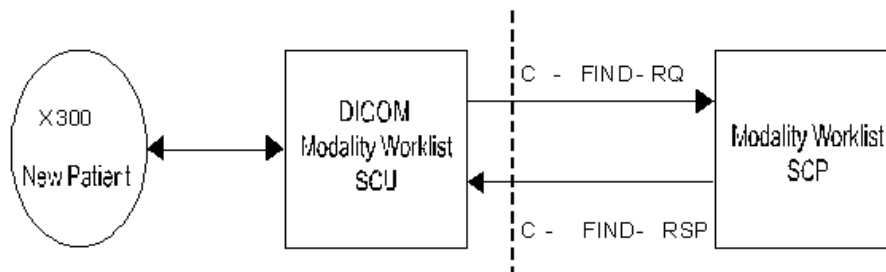 X300
New Patient
DICOM
Modality Worklist
SCU
C - FIND-RQ
C - FIND- RSP
Modality Worklist
SCP